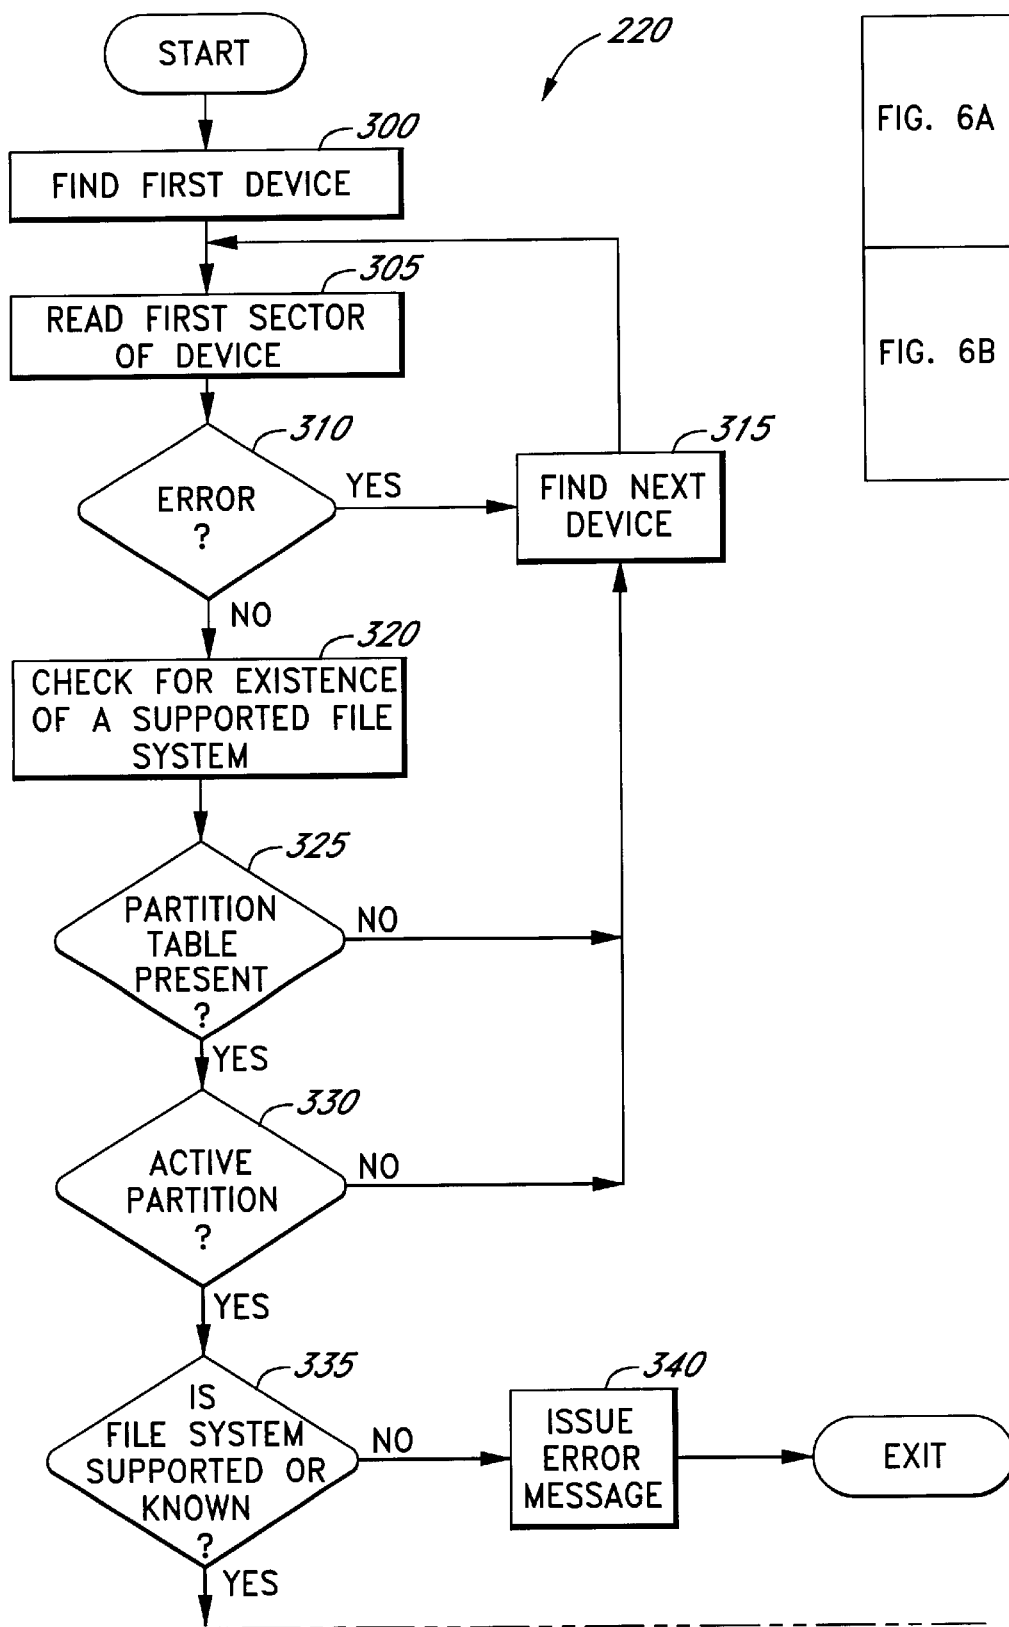 START
220
FIG. 6A
300
FIND FIRST DEVICE
305
READ FIRST SECTOR
OF DEVICE
FIG. 6B
310
ERROR
?
YES
315
FIND NEXT
DEVICE
NO
320
CHECK FOR EXISTENCE
OF A SUPPORTED FILE
SYSTEM
325
PARTITION
TABLE
PRESENT
?
NO
YES
330
ACTIVE
PARTITION
?
NO
YES
335
IS
FILE SYSTEM
SUPPORTED OR
KNOWN
?
NO
340
ISSUE
ERROR
MESSAGE
EXIT
YES